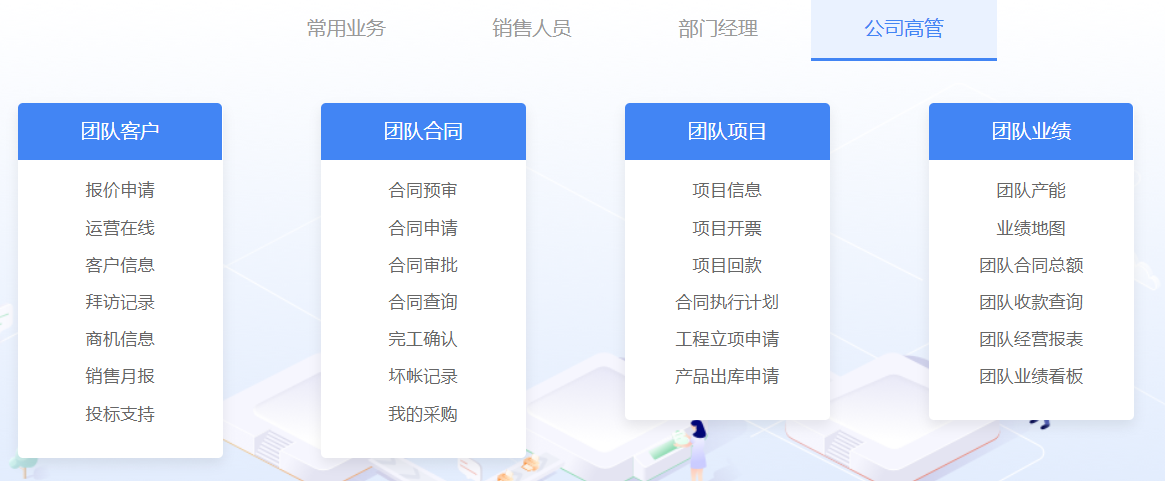 常用业务
销售人员
部门经理
公司高管
团队客户
报价申请
运营在线
客户信息
拜访记录
商机信息
销售月报
投标支持
团队合同
合同预审
合同申请
合同审批
合同查询
完工确认
坏帐记录
我的采购
团队项目
项目信息
项目开票
项目回款
合同执行计划
工程立项申请
产品出库申请
团队业绩
团队产能
业绩地图
团队合同总额
团队收款查询
团队经营报表
团队业绩看板